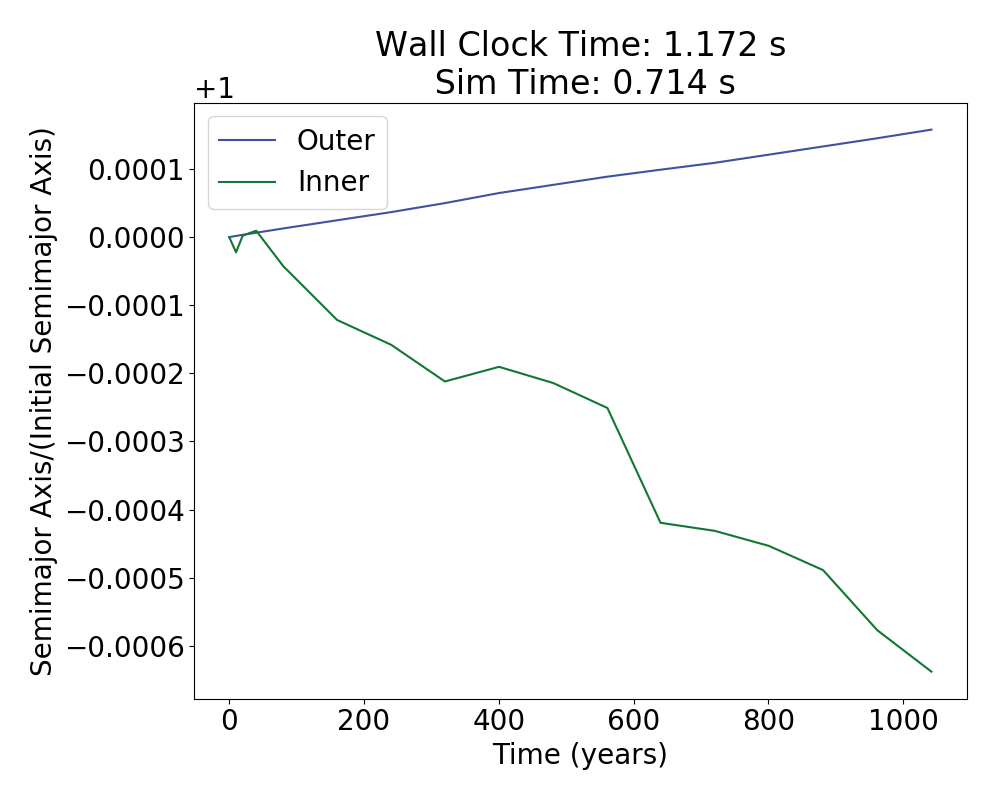 Wall Clock Time: 1.172 s
Sim Time: 0.714 s
+1
Outer
Inner
0.0001
0.0000
−0.0001
−0.0002
−0.0003
−0.0004
−0.0005
−0.0006
Semimajor Axis/(Initial Semimajor Axis)
0 200 400 600 800 1000
Time (years)